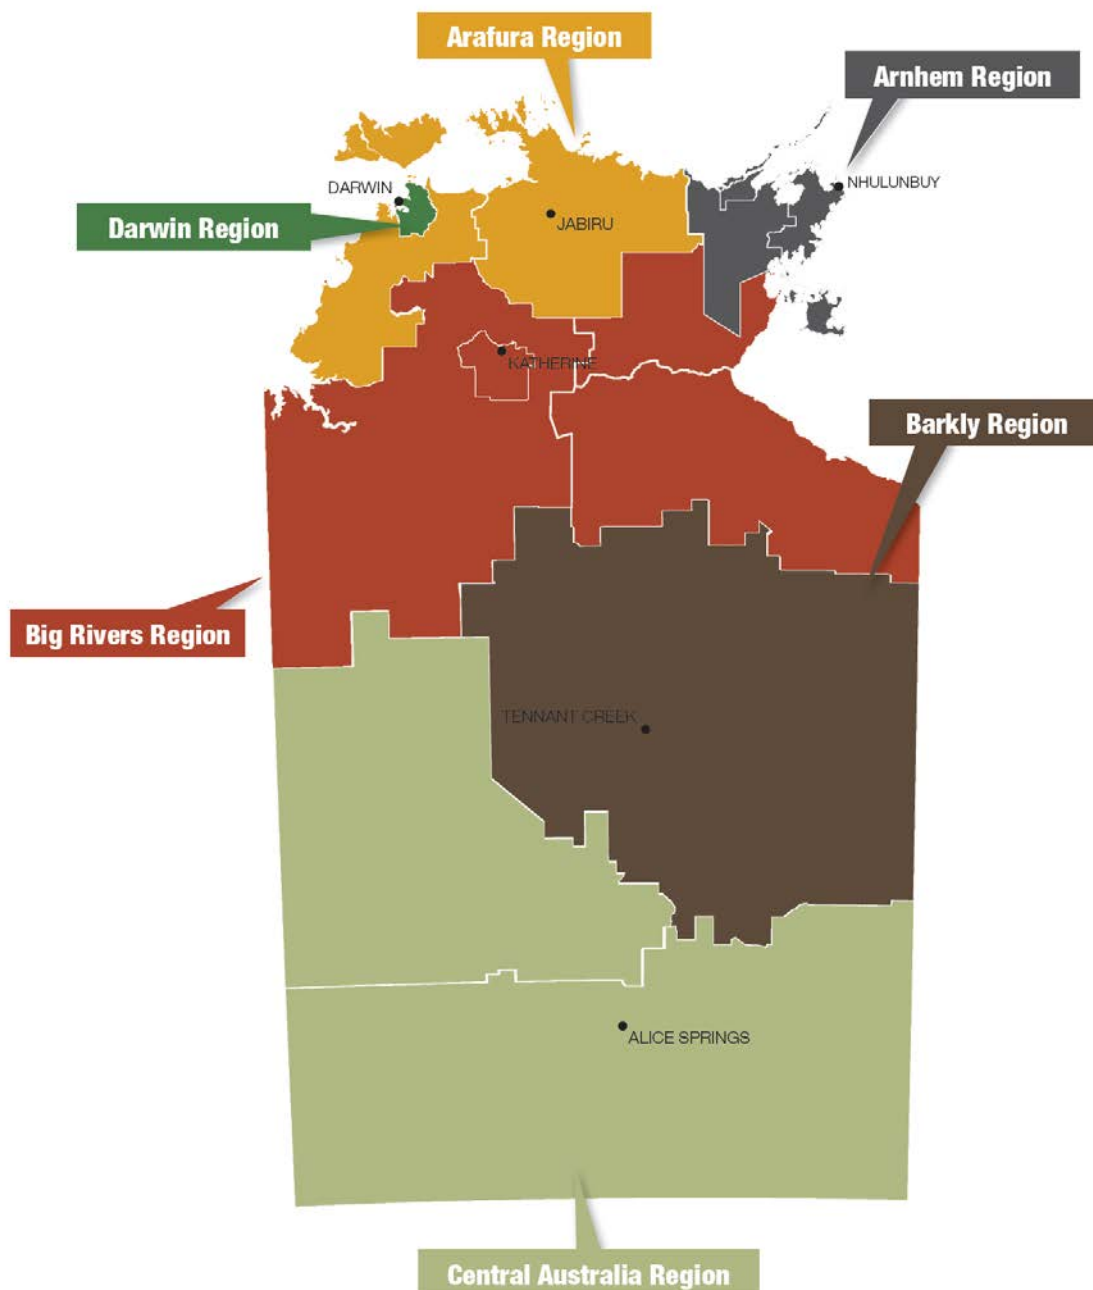 Arafura Region
Arnhem Region
DARWIN
NHULUNBUY
JABIRU
Darwin Region
KATHERINE
Barkly Region
Big Rivers Region
TENNANT CREEK
ALICE SPRINGS
Central Australia Region